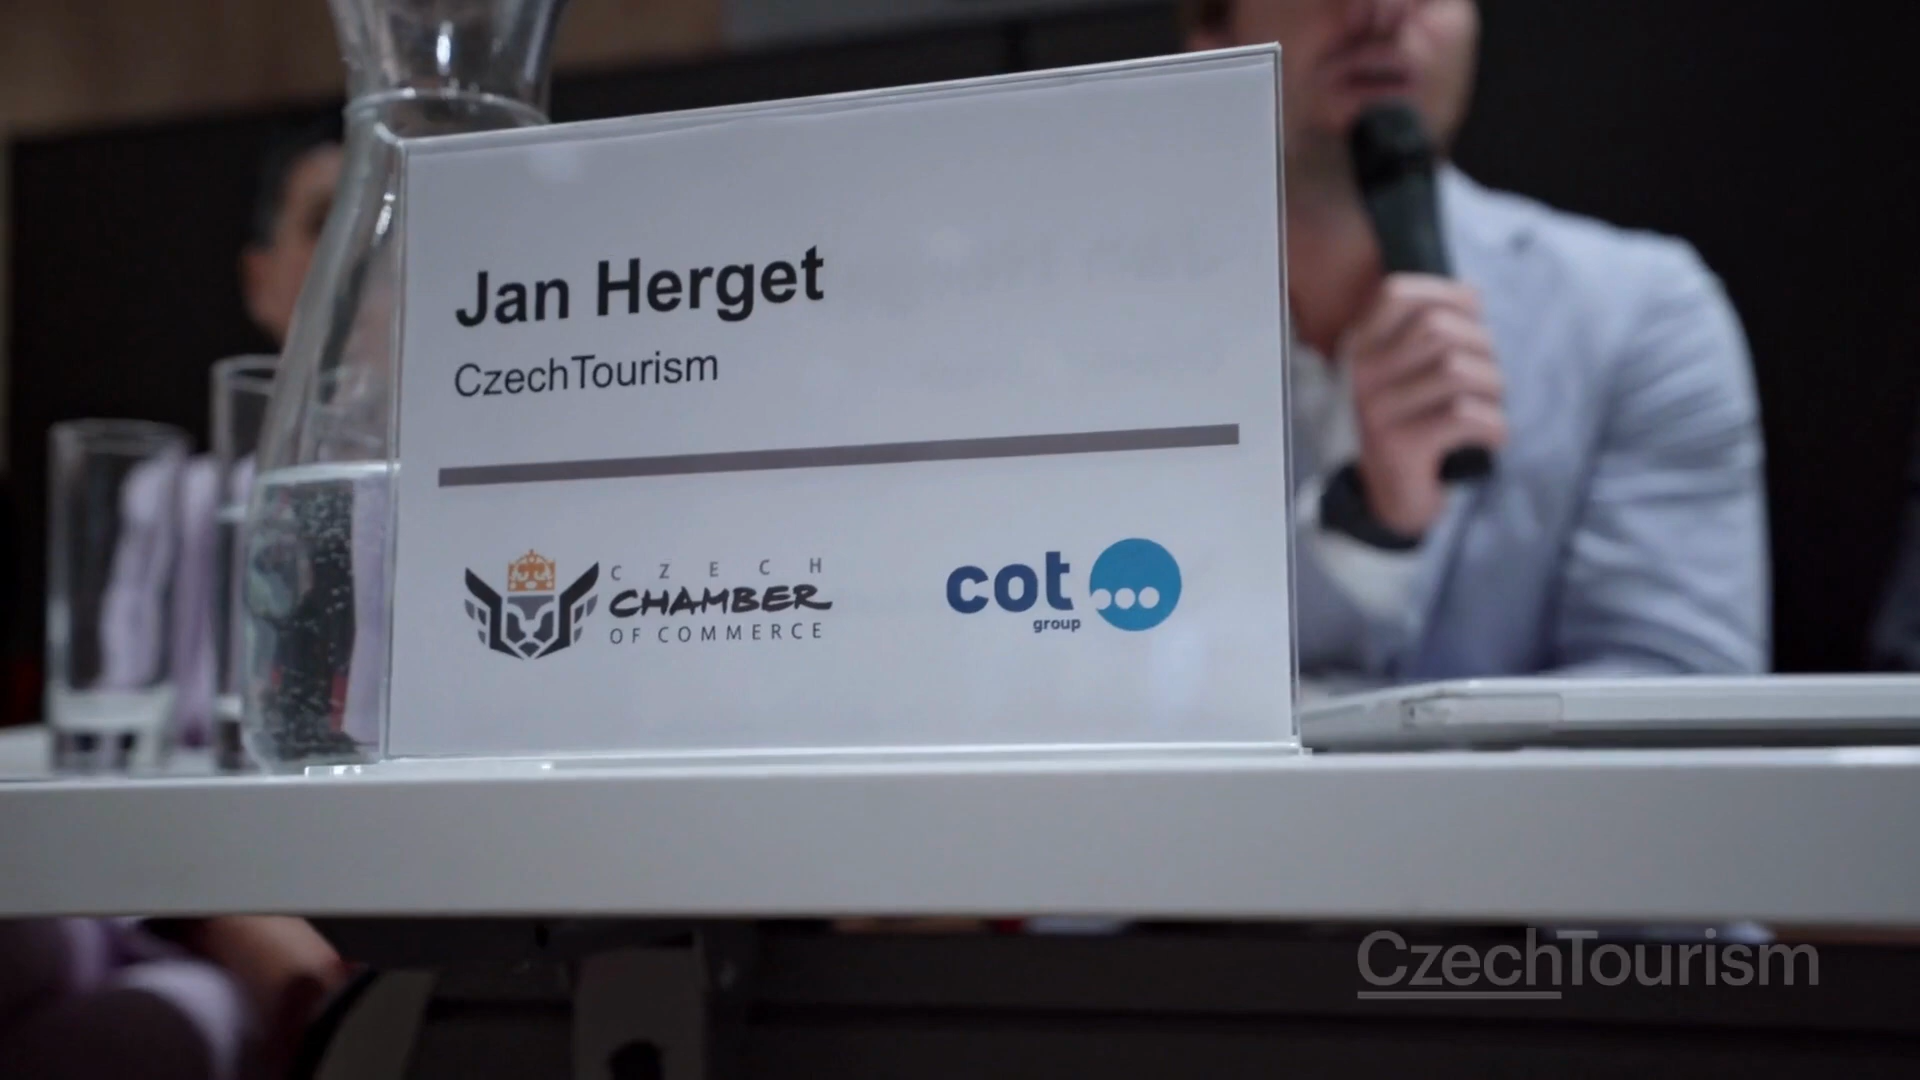 Jan Herget
CzechTourism
CZECH
CHAMBER
OF COMMERCE
cot
group
CzechTourism